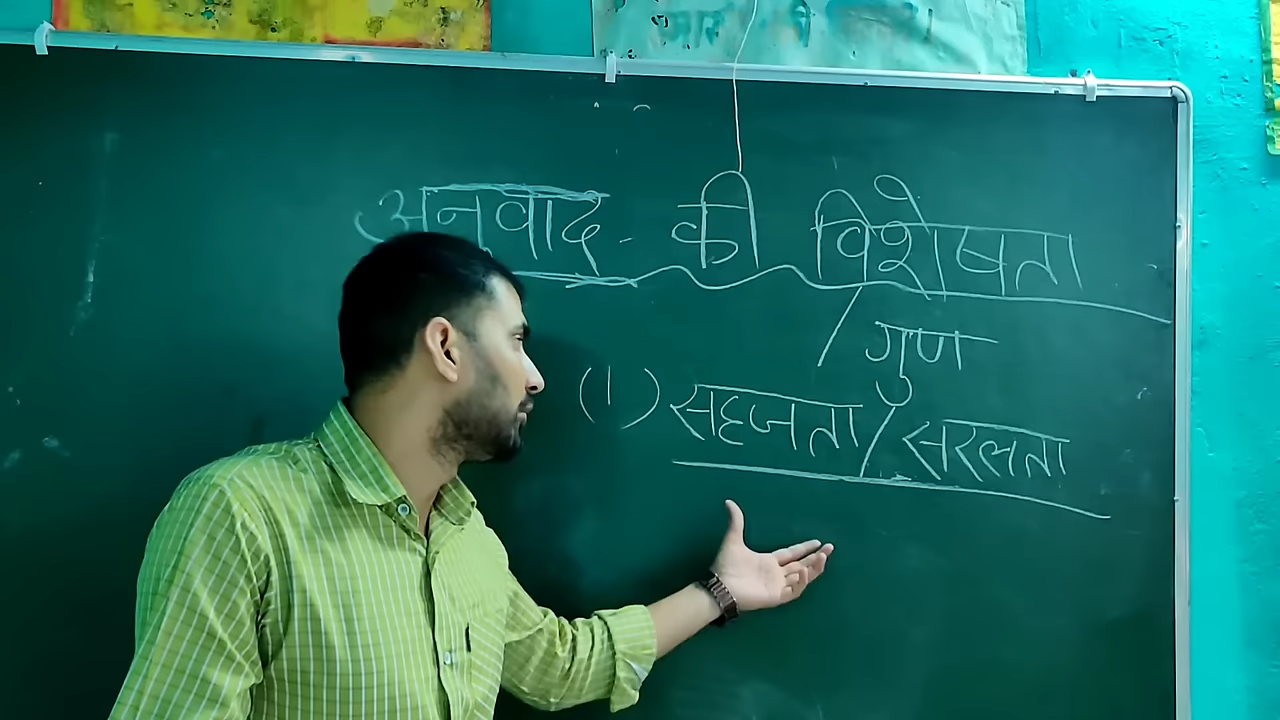 अनुवाद - की विशेषता
/ गुण
(1) सहजता / सरलता